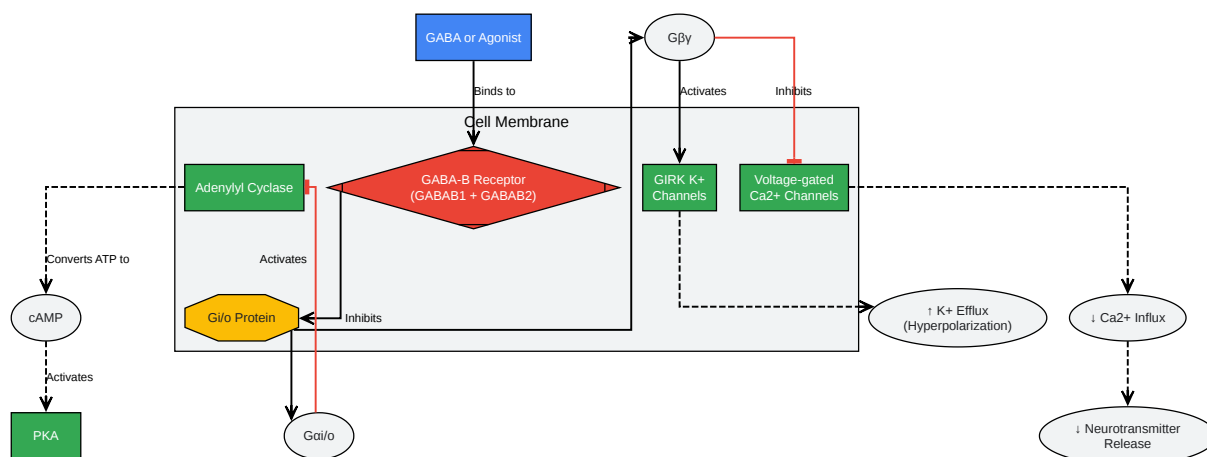 GABA or Agonist
Gβγ
Binds to
Activates
Inhibits
Cell Membrane
Adenylyl Cyclase
GABA-B Receptor
(GABAB1 + GABAB2)
GIRK K+
Channels
Voltage-gated
Ca2+ Channels
Converts ATP to
Activates
cAMP
Gi/o Protein
Inhibits
↑ K+ Efflux
(Hyperpolarization)
↓ Ca2+ Influx
Activates
PKA
Gαi/o
↓ Neurotransmitter
Release